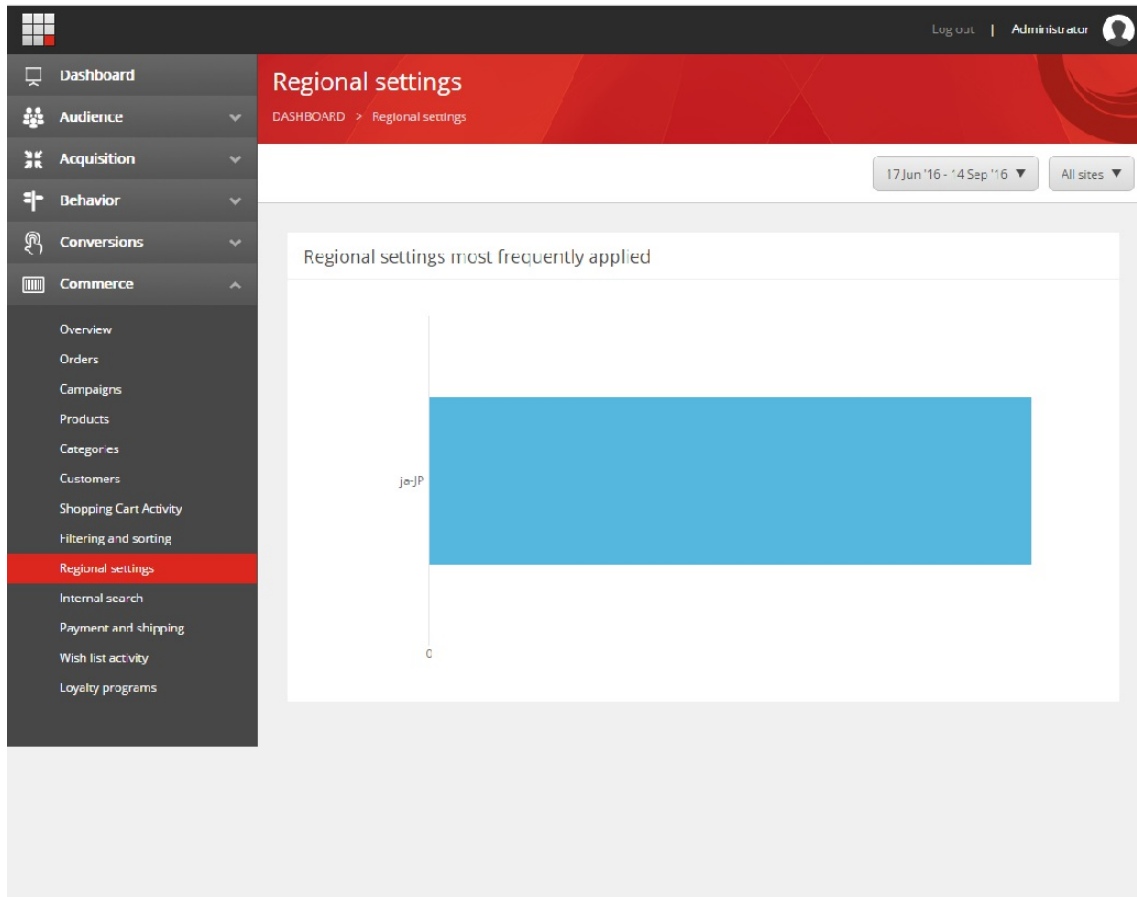 Log out | Administrator
Dashboard
Audience
Acquisition
Behavior
Conversions
Commerce
Overview
Orders
Campaigns
Products
Categories
Customers
Shopping Cart Activity
Filtering and sorting
Regional settings
Internal search
Payment and shipping
Wish list activity
Loyalty programs
Regional settings
DASHBOARD > Regional settings
17 Jun '16 - 14 Sep '16 ▼ All sites ▼
Regional settings most frequently applied
ja-JP
0